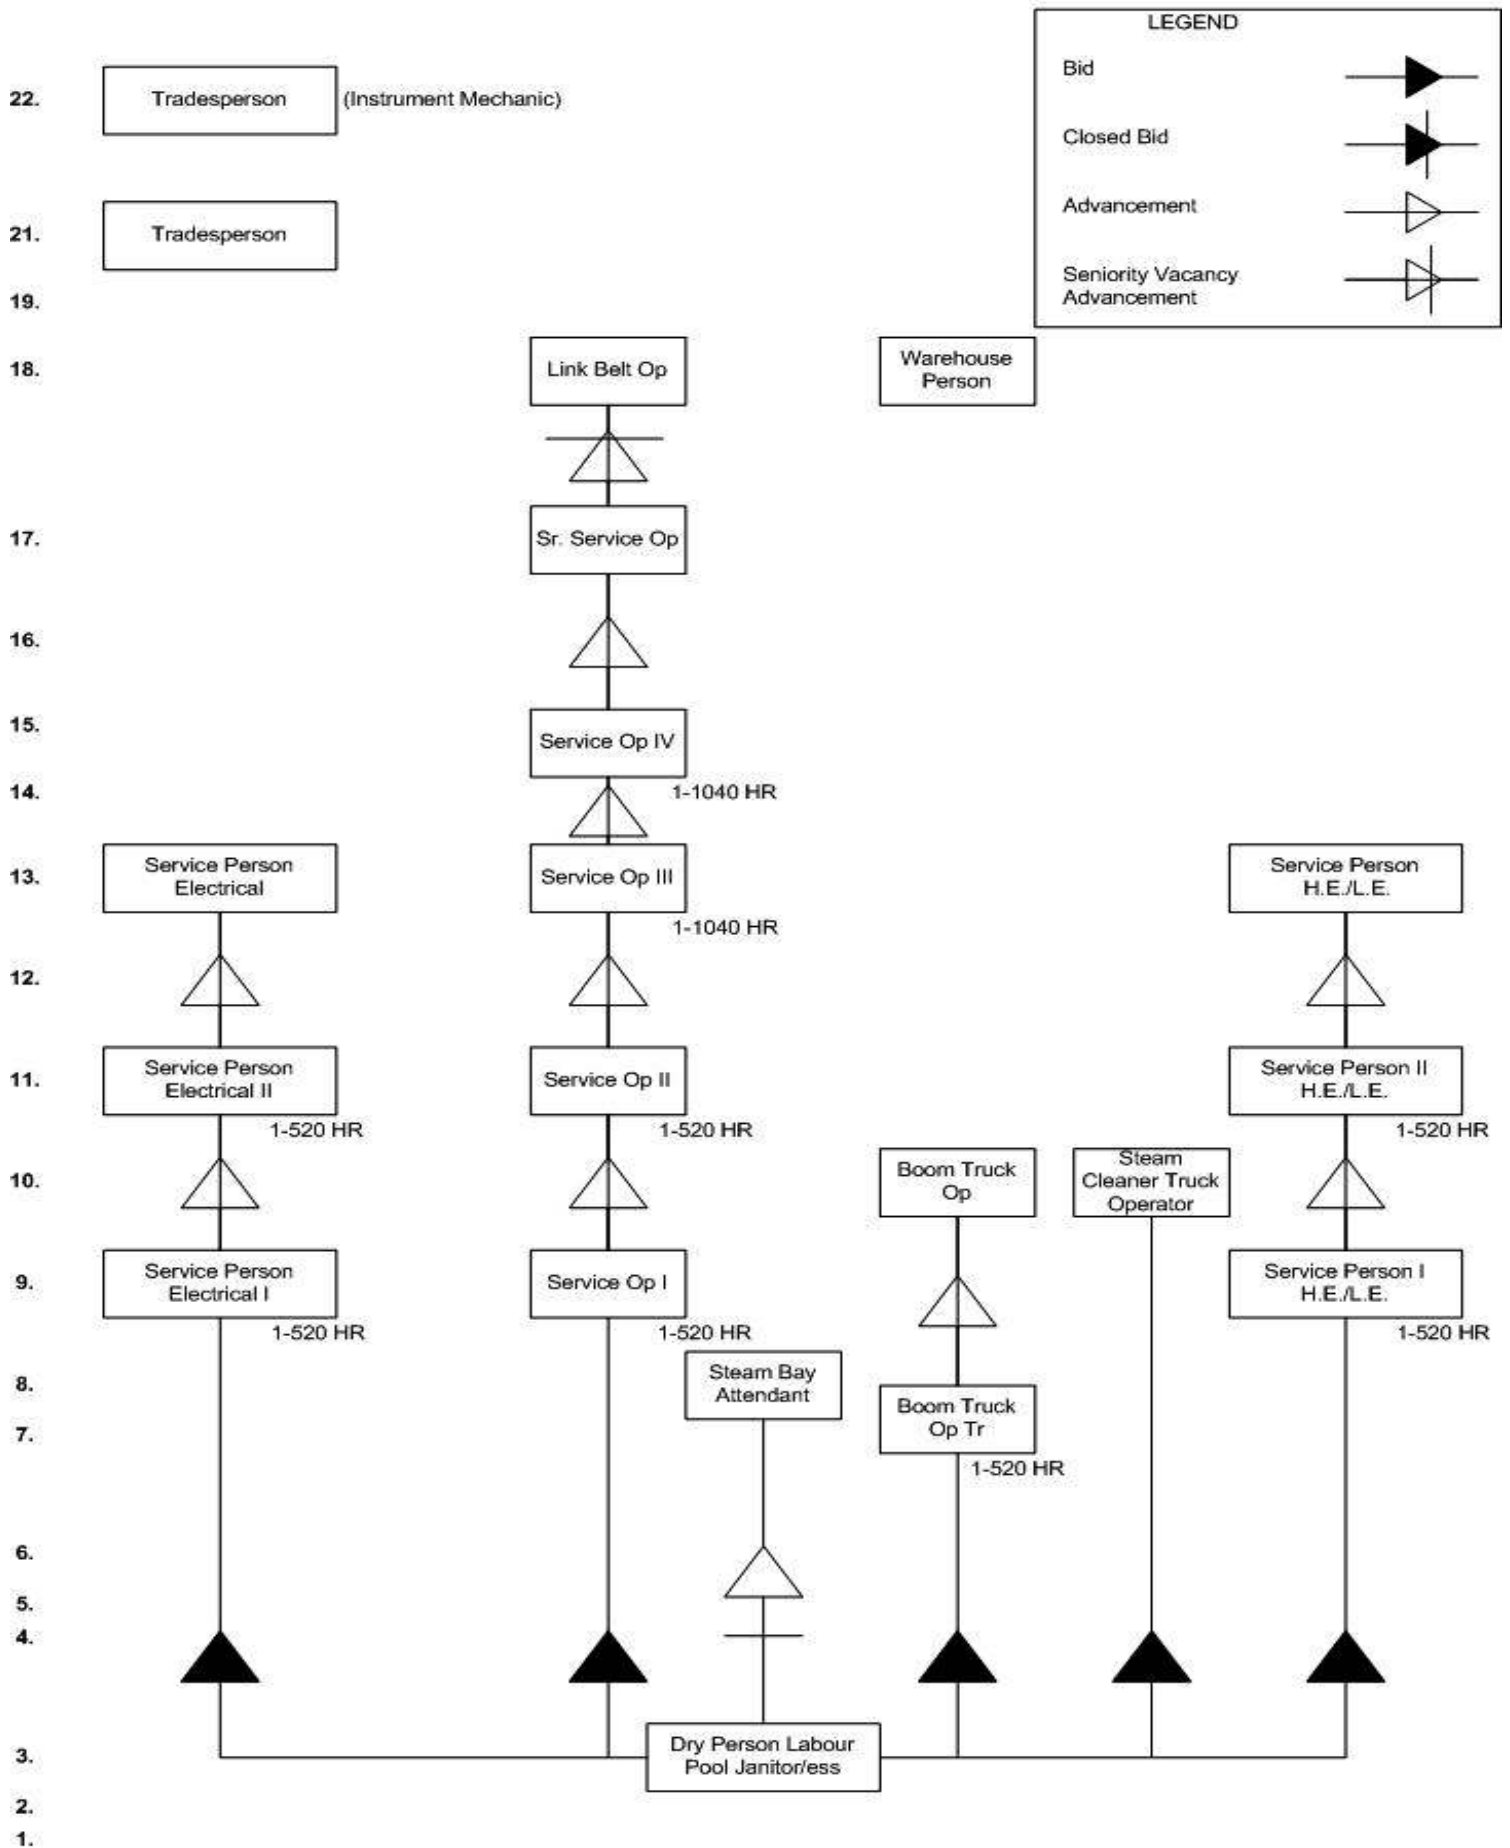 LEGEND
Bid
Closed Bid
Advancement
Seniority Vacancy
Advancement
22.
Tradesperson
(Instrument Mechanic)
21.
Tradesperson
19.
18.
Link Belt Op
Warehouse
Person
17.
Sr. Service Op
16.
15.
Service Op IV
14.
1-1040 HR
13.
Service Person
Electrical
Service Op III
Service Person
H.E./L.E.
1-1040 HR
12.
11.
Service Person
Electrical II
Service Op II
Service Person II
H.E./L.E.
1-520 HR
1-520 HR
1-520 HR
10.
Boom Truck
Op
Steam
Cleaner Truck
Operator
9.
Service Person
Electrical I
Service Op I
Service Person I
H.E./L.E.
1-520 HR
1-520 HR
1-520 HR
8.
Steam Bay
Attendant
7.
Boom Truck
Op Tr
1-520 HR
6.
5.
4.
3.
Dry Person Labour
Pool Janitor/ess
2.
1.